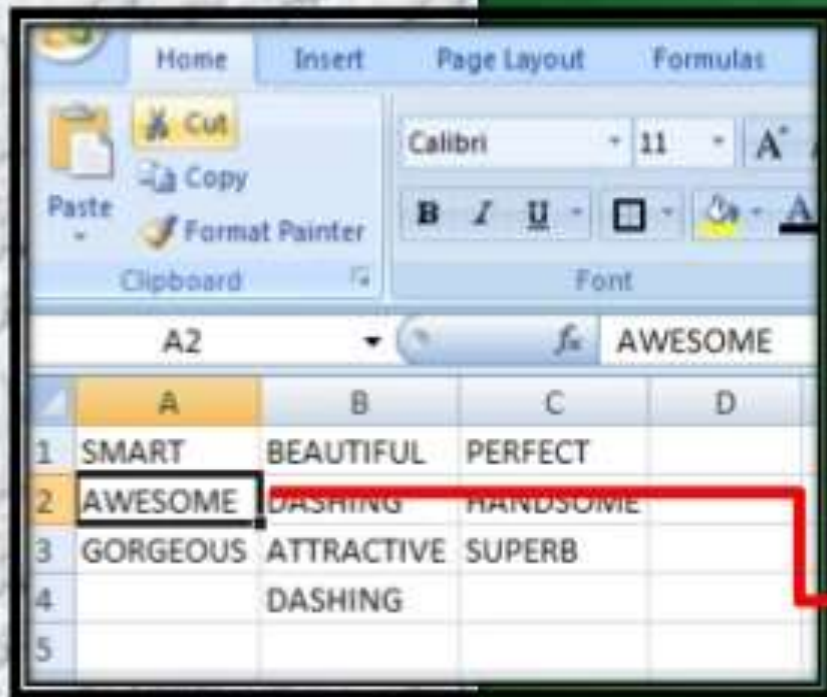 Home Insert Page Layout Formulas
Cut
Copy
Paste
Format Painter
Clipboard
Calibri 11 A
B I U A
Font
A2 fx AWESOME
A B C D
1 SMART BEAUTIFUL PERFECT
2 AWESOME DASHING HANDSOME
3 GORGEOUS ATTRACTIVE SUPERB
4 DASHING
5